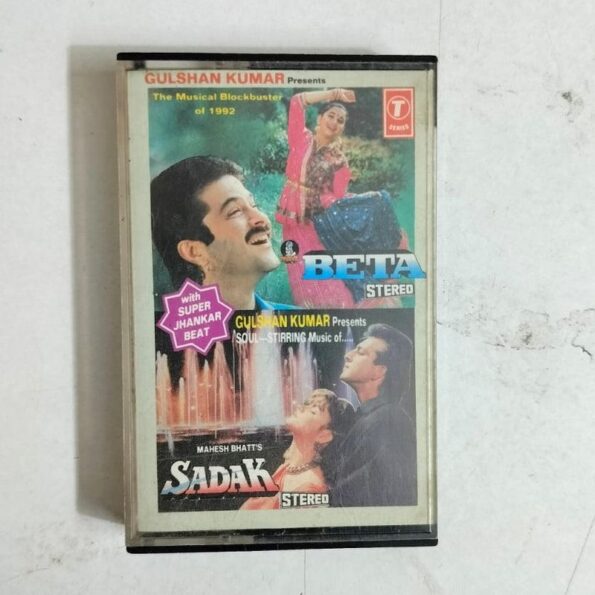 GULSHAN KUMAR Presents
The Musical Blockbuster
of 1992
T
SERIES
BETA
STEREO
with
SUPER
JHANKAR
BEAT
GULSHAN KUMAR Presents
SOUL-STIRRING Music of.....
MAHESH BHATT'S
SADAK
STEREO